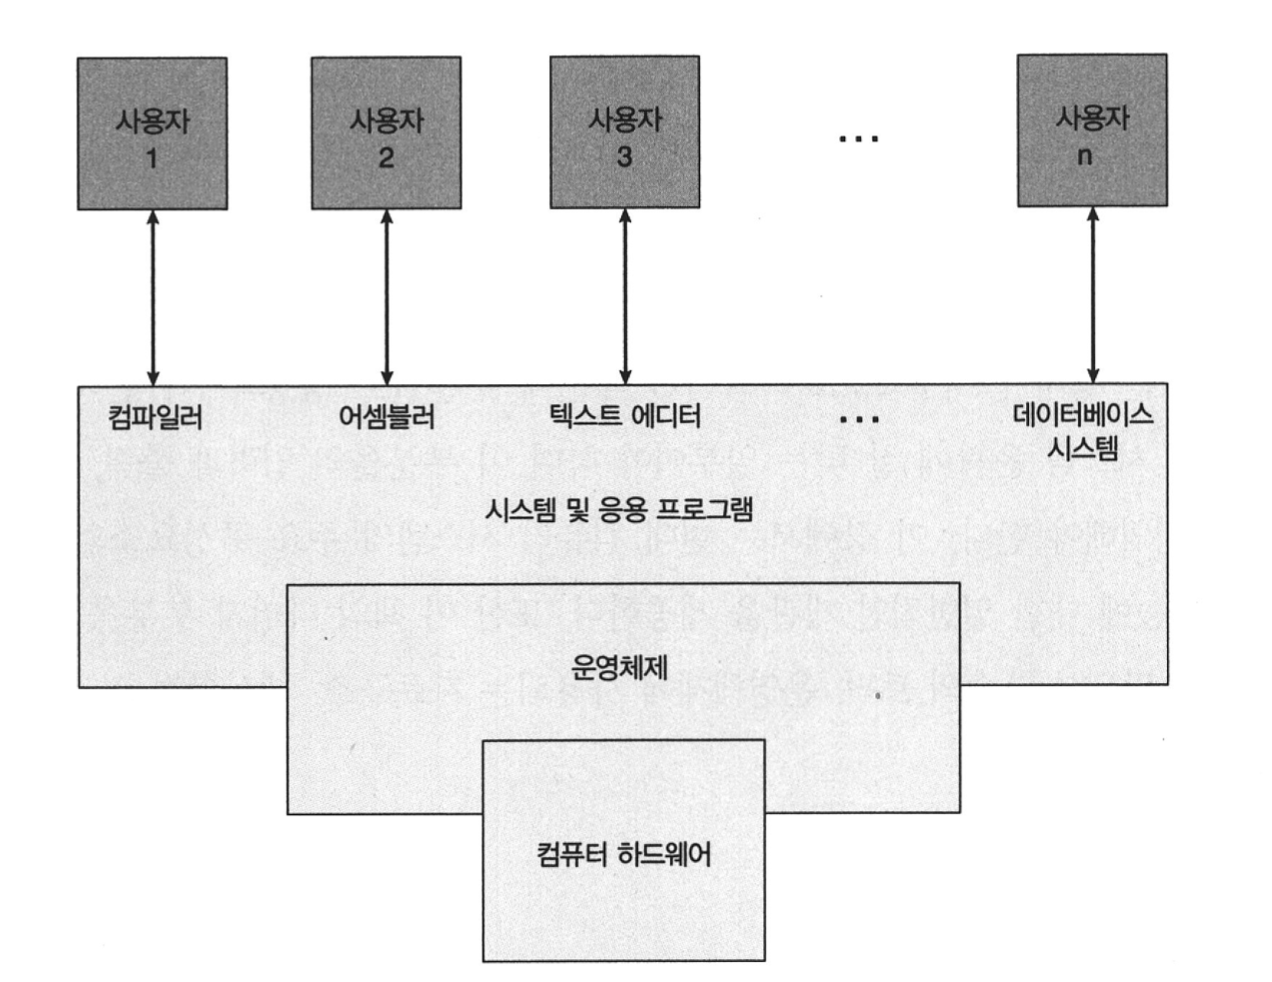 사용자
1
사용자
2
사용자
3
...
사용자
n
컴파일러
어셈블러
텍스트 에디터
...
데이터베이스
시스템
시스템 및 응용 프로그램
운영체제
컴퓨터 하드웨어